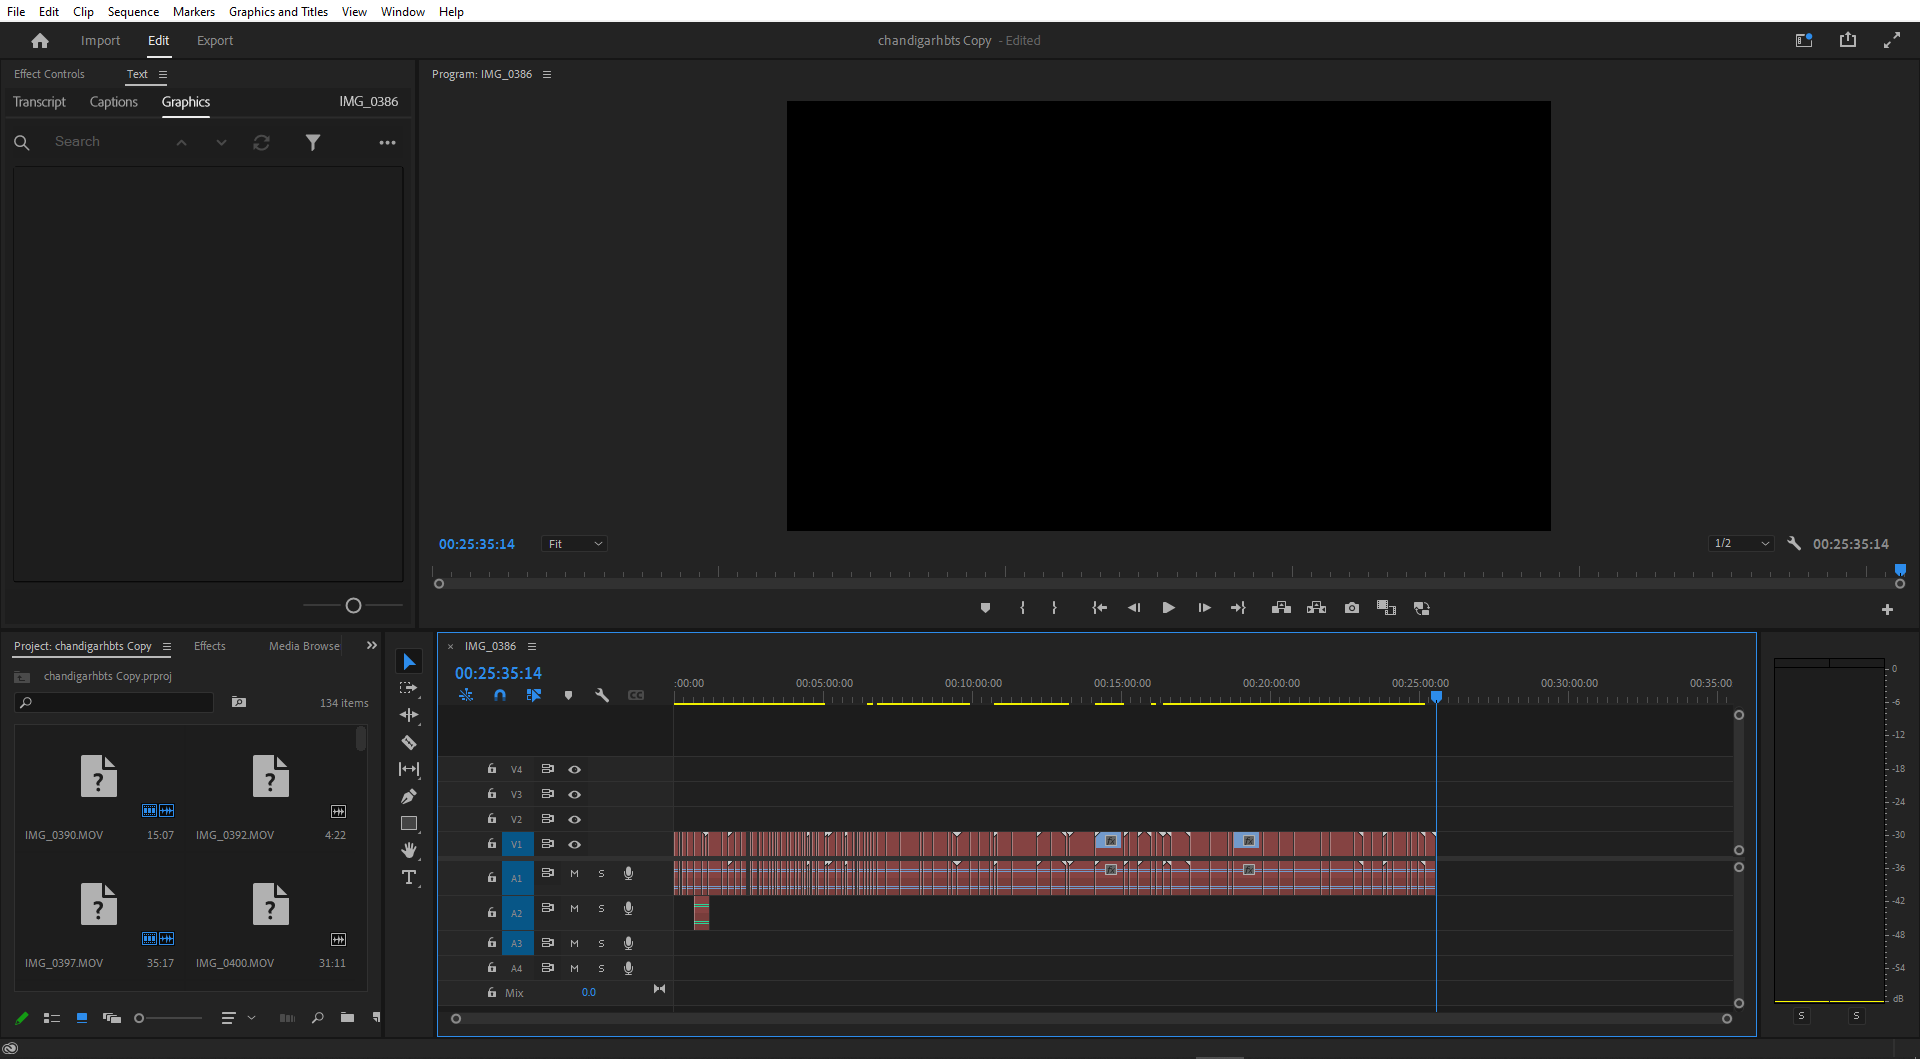 File Edit Clip Sequence Markers Graphics and Titles View Window Help
Import Edit Export
chandigarhbts Copy - Edited
Effect Controls Text
Transcript Captions Graphics IMG_0386
Search
Program: IMG_0386
00:25:35:14 Fit 1/2 00:25:35:14
Project: chandigarhbts Copy Effects Media Browse
chandigarhbts Copy.prproj
134 items
? ?
IMG_0390.MOV 15:07 IMG_0392.MOV 4:22
? ?
IMG_0397.MOV 35:17 IMG_0400.MOV 31:11
T
× IMG_0386
00:25:35:14
CC
:00:00 00:05:00:00 00:10:00:00 00:15:00:00 00:20:00:00 00:25:00:00 00:30:00:00 00:35:00
V4
V3
V2
V1 fx fx
A1 M S fx fx
A2 M S
A3 M S
A4 M S
Mix 0.0
0
-6
-12
-18
-24
-30
-36
-42
-48
-54
dB
S S